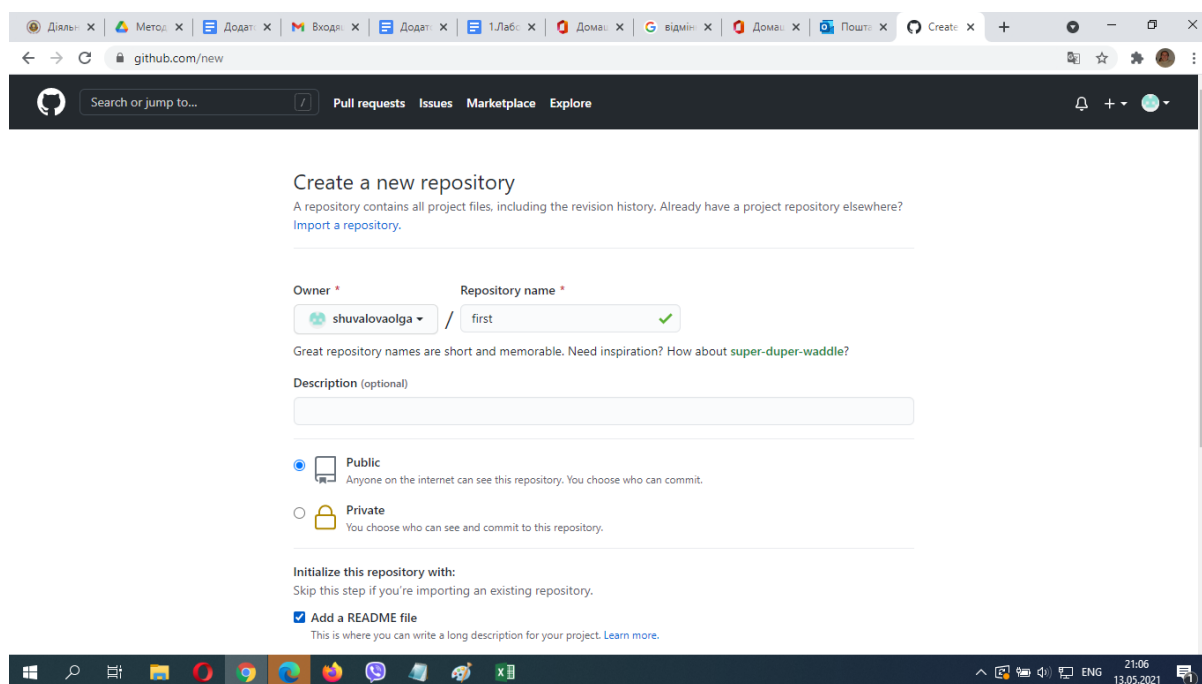 Діяльн
Метод
Додат
Входя
Додат
1.Лабс
Домац
відмін
Домац
Пошта
Create
github.com/new
Search or jump to...
/
Pull requests Issues Marketplace Explore
Create a new repository
A repository contains all project files, including the revision history. Already have a project repository elsewhere?
Import a repository.
Owner * Repository name *
shuvalovaolga / first
Great repository names are short and memorable. Need inspiration? How about super-duper-waddle?
Description (optional)
Public
Anyone on the internet can see this repository. You choose who can commit.
Private
You choose who can see and commit to this repository.
Initialize this repository with:
Skip this step if you're importing an existing repository.
Add a README file
This is where you can write a long description for your project. Learn more.
ENG
21:06
13.05.2021